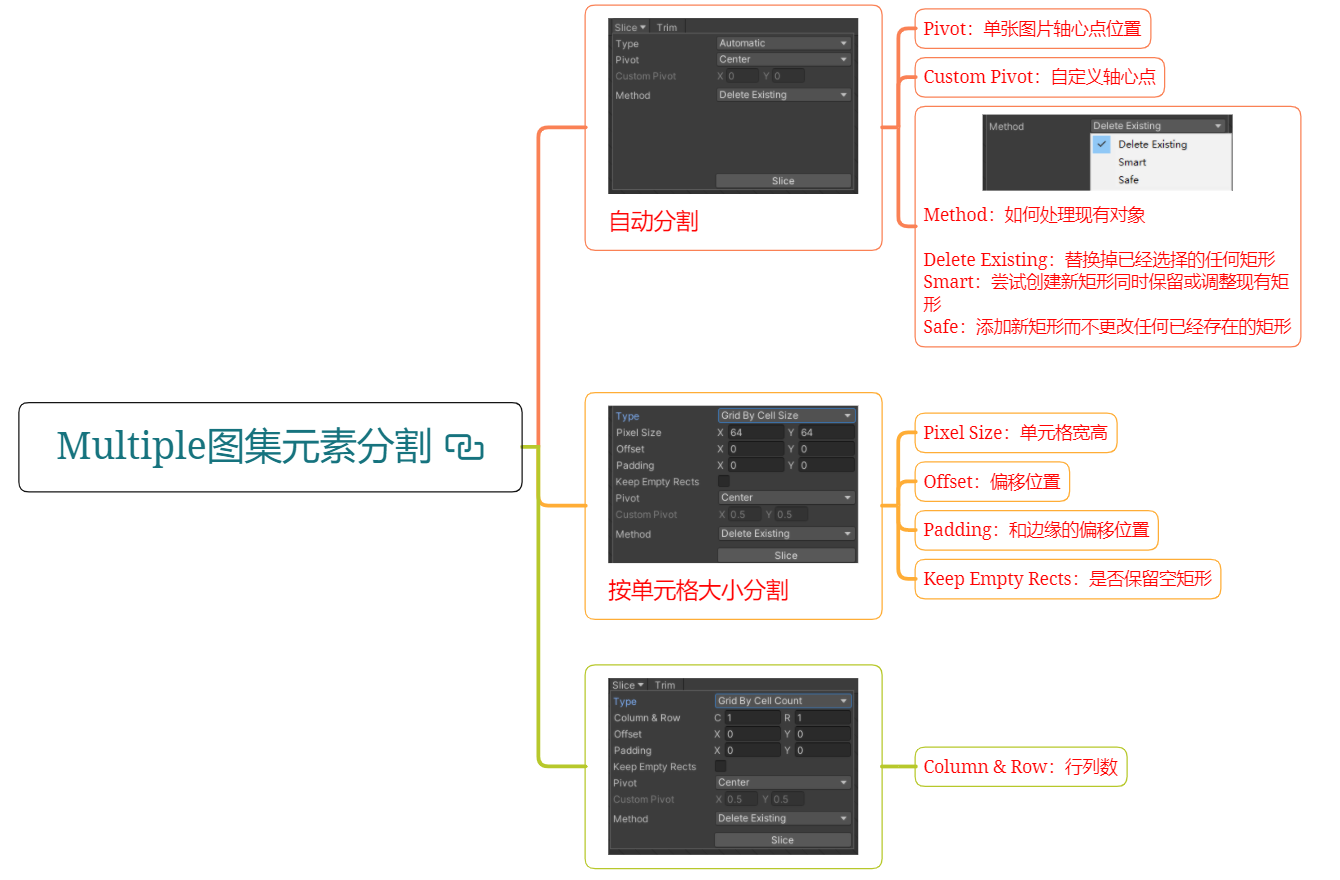 Multiple图集元素分割
Slice Trim
Type Automatic
Pivot Center
Custom Pivot X 0 Y 0
Method Delete Existing
Slice
自动分割
Pivot：单张图片轴心点位置
Custom Pivot：自定义轴心点
Method Delete Existing
Delete Existing
Smart
Safe
Method：如何处理现有对象
Delete Existing：替换掉已经选择的任何矩形
Smart：尝试创建新矩形同时保留或调整现有矩
形
Safe：添加新矩形而不更改任何已经存在的矩形
Type Grid By Cell Size
Pixel Size X 64 Y 64
Offset X 0 Y 0
Padding X 0 Y 0
Keep Empty Rects
Pivot Center
Custom Pivot X 0.5 Y 0.5
Method Delete Existing
Slice
按单元格大小分割
Pixel Size：单元格宽高
Offset：偏移位置
Padding：和边缘的偏移位置
Keep Empty Rects：是否保留空矩形
Slice Trim
Type Grid By Cell Count
Column & Row C 1 R 1
Offset X 0 Y 0
Padding X 0 Y 0
Keep Empty Rects
Pivot Center
Custom Pivot X 0.5 Y 0.5
Method Delete Existing
Slice
Column & Row：行列数